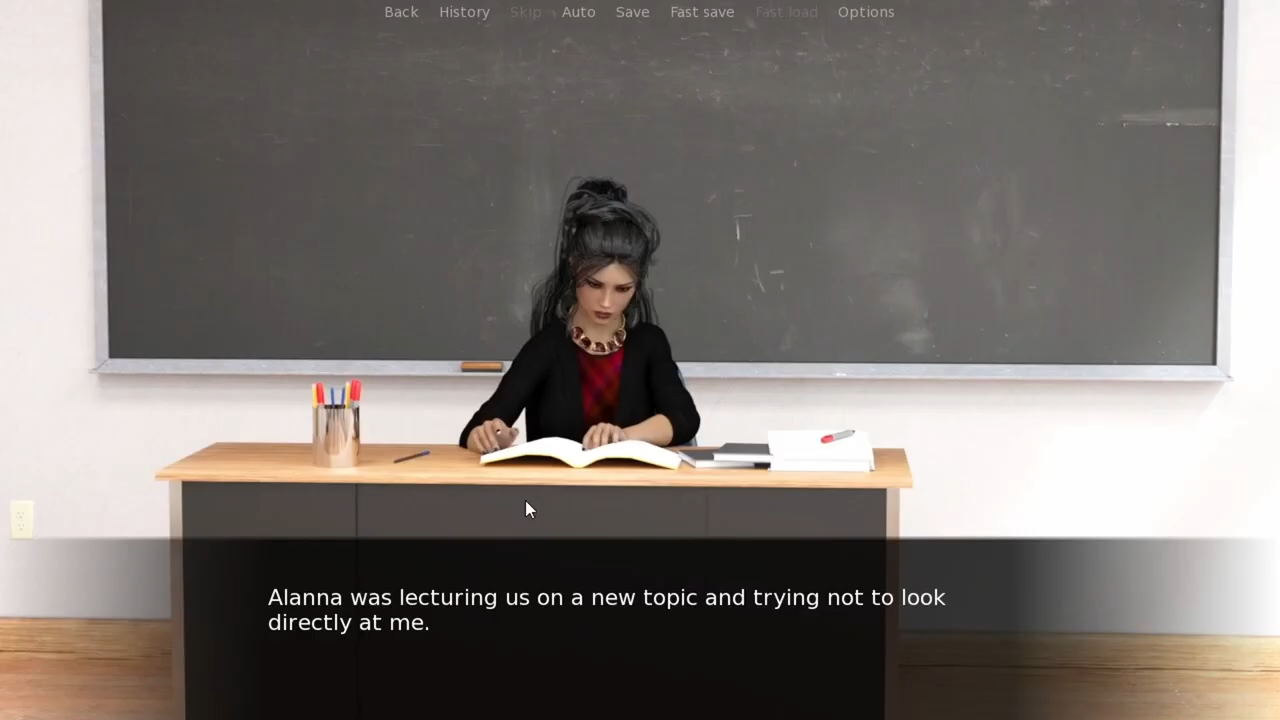 Back History Skip Auto Save Fast save Fast load Options
Alanna was lecturing us on a new topic and trying not to look
directly at me.